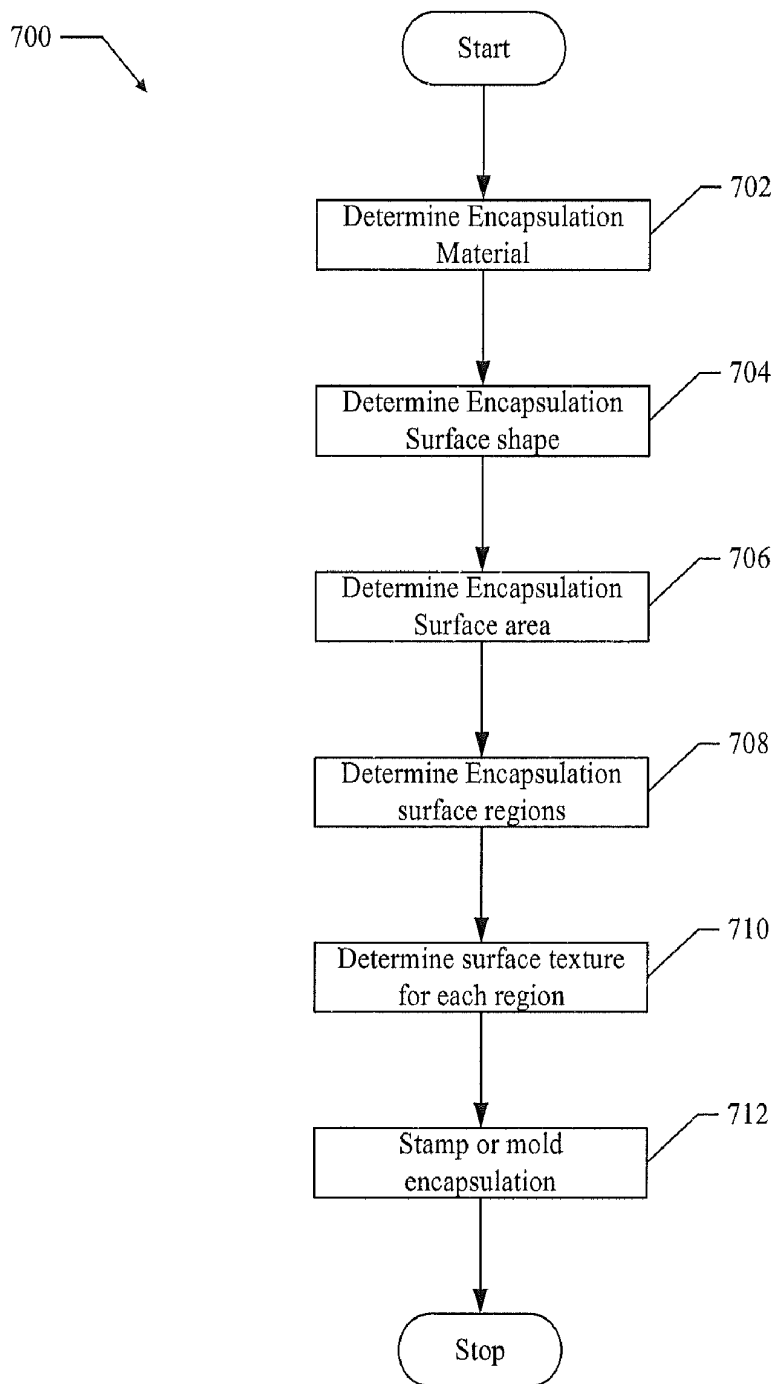 700
Start
702
Determine Encapsulation
Material
704
Determine Encapsulation
Surface shape
706
Determine Encapsulation
Surface area
708
Determine Encapsulation
surface regions
710
Determine surface texture
for each region
712
Stamp or mold
encapsulation
Stop